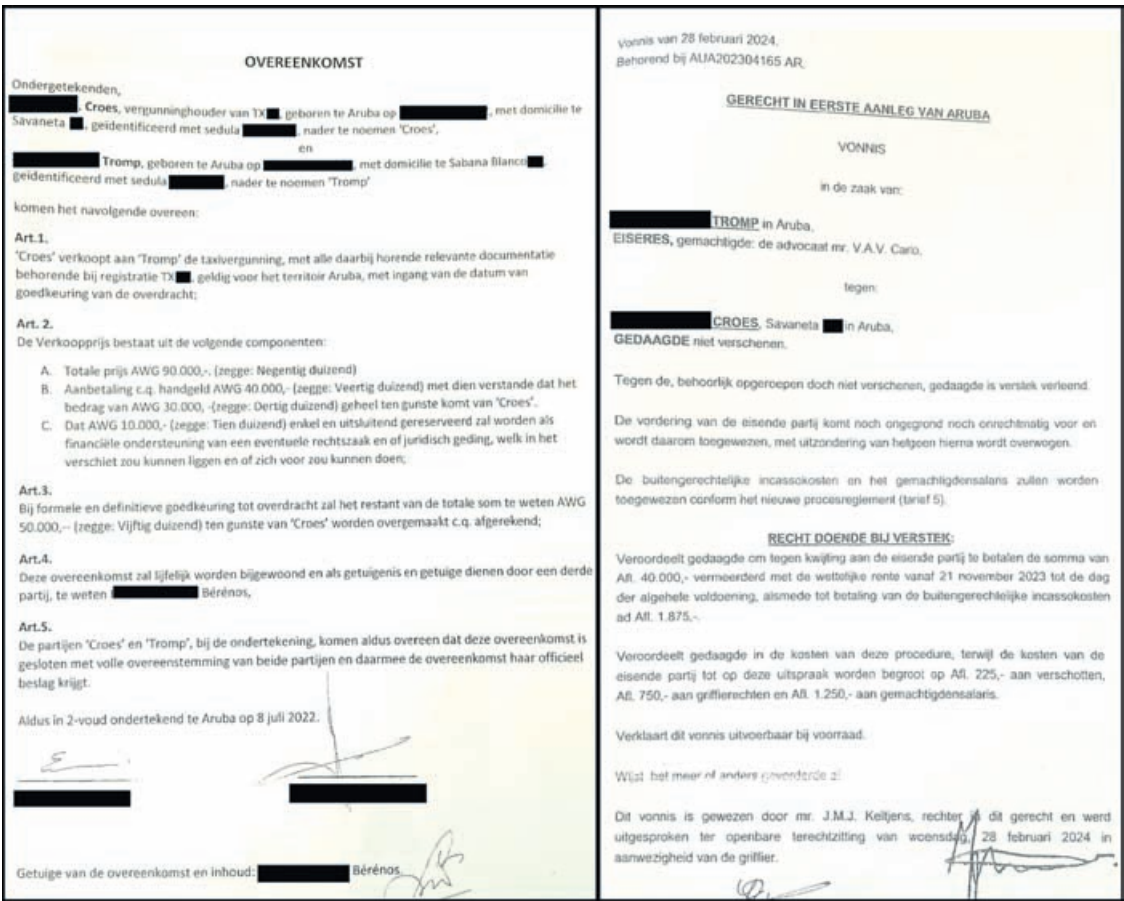 OVEREENKOMST
Ondergetekenden,
, Croes, vergunninghouder van TX , geboren te Aruba op , met domicilie te
Savaneta , geïdentificeerd met sedula , nader te noemen 'Croes',
en
Tromp, geboren te Aruba op , met domicilie te Sabana Blanco ,
geïdentificeerd met sedula , nader te noemen 'Tromp'
komen het navolgende overeen:
Art.1.
'Croes' verkoopt aan 'Tromp' de taxivergunning, met alle daarbij horende relevante documentatie
behorende bij registratie TX , geldig voor het territoir Aruba, met ingang van de datum van
goedkeuring van de overdracht;
Art. 2.
De Verkoopprijs bestaat uit de volgende componenten:
A. Totale prijs AWG 90.000,-. (zegge: Negentig duizend)
B. Aanbetaling c.q. handgeld AWG 40.000,- (zegge: Veertig duizend) met dien verstande dat het
bedrag van AWG 30.000, -(zegge: Dertig duizend) geheel ten gunste komt van 'Croes'.
C. Dat AWG 10.000,- (zegge: Tien duizend) enkel en uitsluitend gereserveerd zal worden als
financiële ondersteuning van een eventuele rechtszaak en of juridisch geding, welk in het
verschiet zou kunnen liggen en of zich voor zou kunnen doen;
Art.3.
Bij formele en definitieve goedkeuring tot overdracht zal het restant van de totale som te weten AWG
50.000,-- (zegge: Vijftig duizend) ten gunste van 'Croes' worden overgemaakt c.q. afgerekend;
Art.4.
Deze overeenkomst zal lijfelijk worden bijgewoond en als getuigenis en getuige dienen door een derde
partij, te weten Bérénos,
Art.5.
De partijen 'Croes' en 'Tromp', bij de ondertekening, komen aldus overeen dat deze overeenkomst is
gesloten met volle overeenstemming van beide partijen en daarmee de overeenkomst haar officieel
beslag krijgt.
Aldus in 2-voud ondertekend te Aruba op 8 juli 2022.
Getuige van de overeenkomst en inhoud: Bérénos,
Vonnis van 28 februari 2024.
Behorend bij AUA202304165 AR.
GERECHT IN EERSTE AANLEG VAN ARUBA
VONNIS
in de zaak van:
TROMP in Aruba,
EISERES, gemachtigde: de advocaat mr. V.A.V. Carlo,
tegen:
CROES, Savaneta in Aruba,
GEDAAGDE niet verschenen.
Tegen de, behoorlijk opgeroepen doch niet verschenen, gedaagde is verstek verleend.
De vordering van de eisende partij komt noch ongegrond noch onrechtmatig voor en
wordt daarom toegewezen, met uitzondering van hetgeen hierna wordt overwogen.
De buitengerechtelijke incassokosten en het gemachtigdensalaris zullen worden
toegewezen conform het nieuwe procesreglement (tarief 5).
RECHT DOENDE BIJ VERSTEK:
Veroordeelt gedaagde om tegen kwijting aan de eisende partij te betalen de somma van
Afl. 40.000,- vermeerderd met de wettelijke rente vanaf 21 november 2023 tot de dag
der algehele voldoening, alsmede tot betaling van de buitengerechtelijke incassokosten
ad Afl. 1.875,-.
Veroordeelt gedaagde in de kosten van deze procedure, terwijl de kosten van de
eisende partij tot op deze uitspraak worden begroot op Afl. 225,- aan verschotten,
Afl. 750,- aan griffierechten en Afl. 1.250,- aan gemachtigdensalaris.
Verklaart dit vonnis uitvoerbaar bij voorraad.
Wijst het meer of anders gevorderde af.
Dit vonnis is gewezen door mr. J.M.J. Keltjens, rechter in dit gerecht en werd
uitgesproken ter openbare terechtzitting van woensdag, 28 februari 2024 in
aanwezigheid van de griffier.